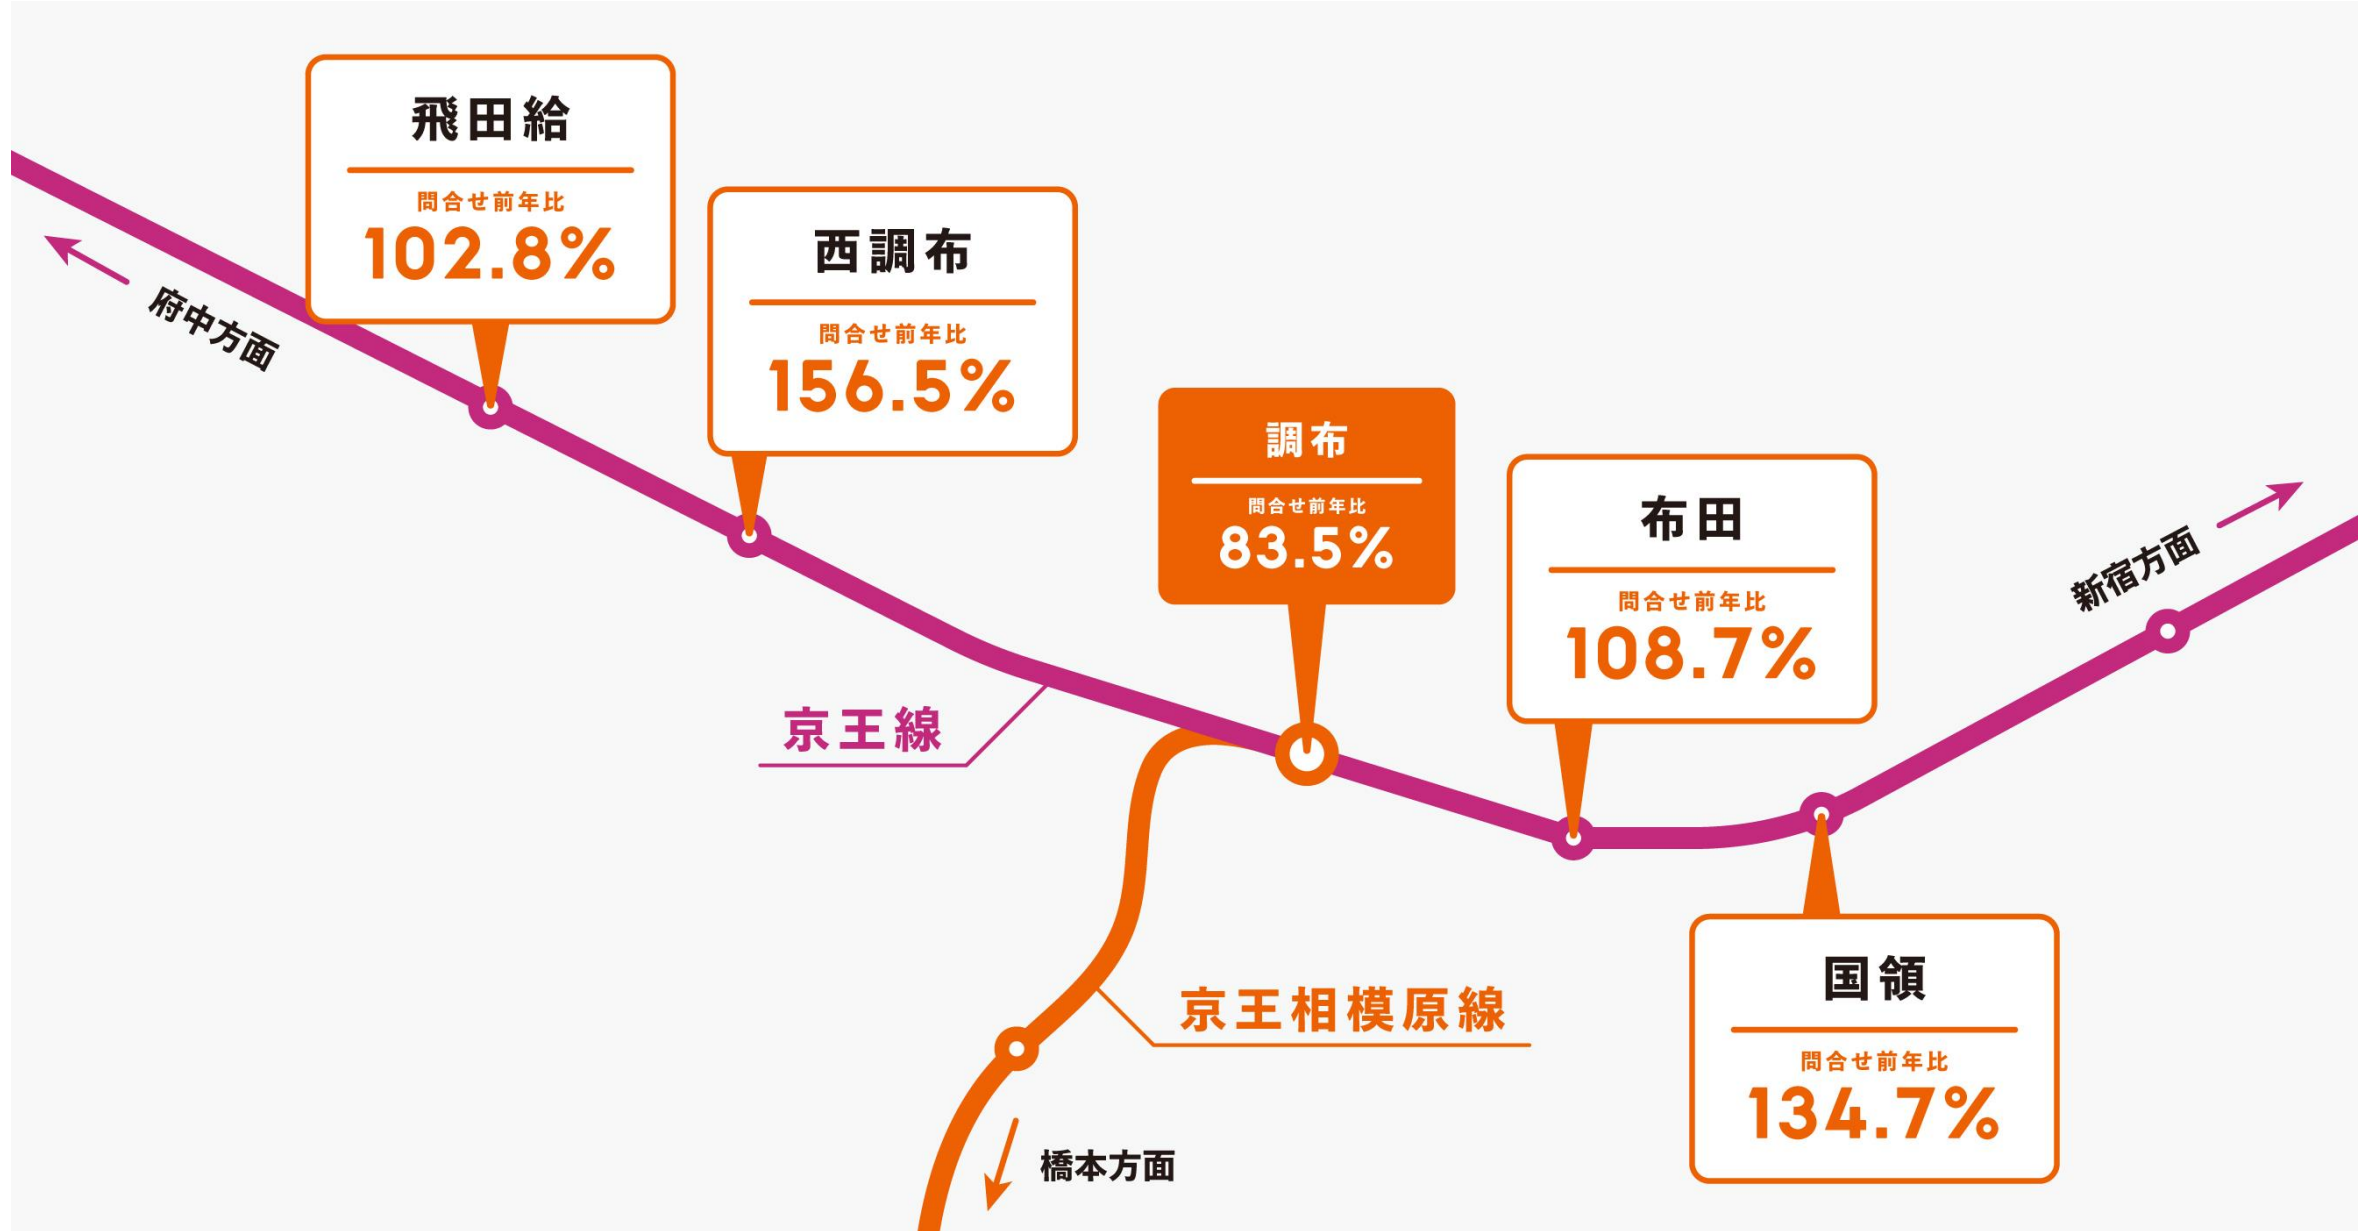 飛田給
問合せ前年比
102.8%
西調布
問合せ前年比
156.5%
府中方面
調布
問合せ前年比
83.5%
布田
問合せ前年比
108.7%
新宿方面
京王線
京王相模原線
国領
問合せ前年比
134.7%
橋本方面